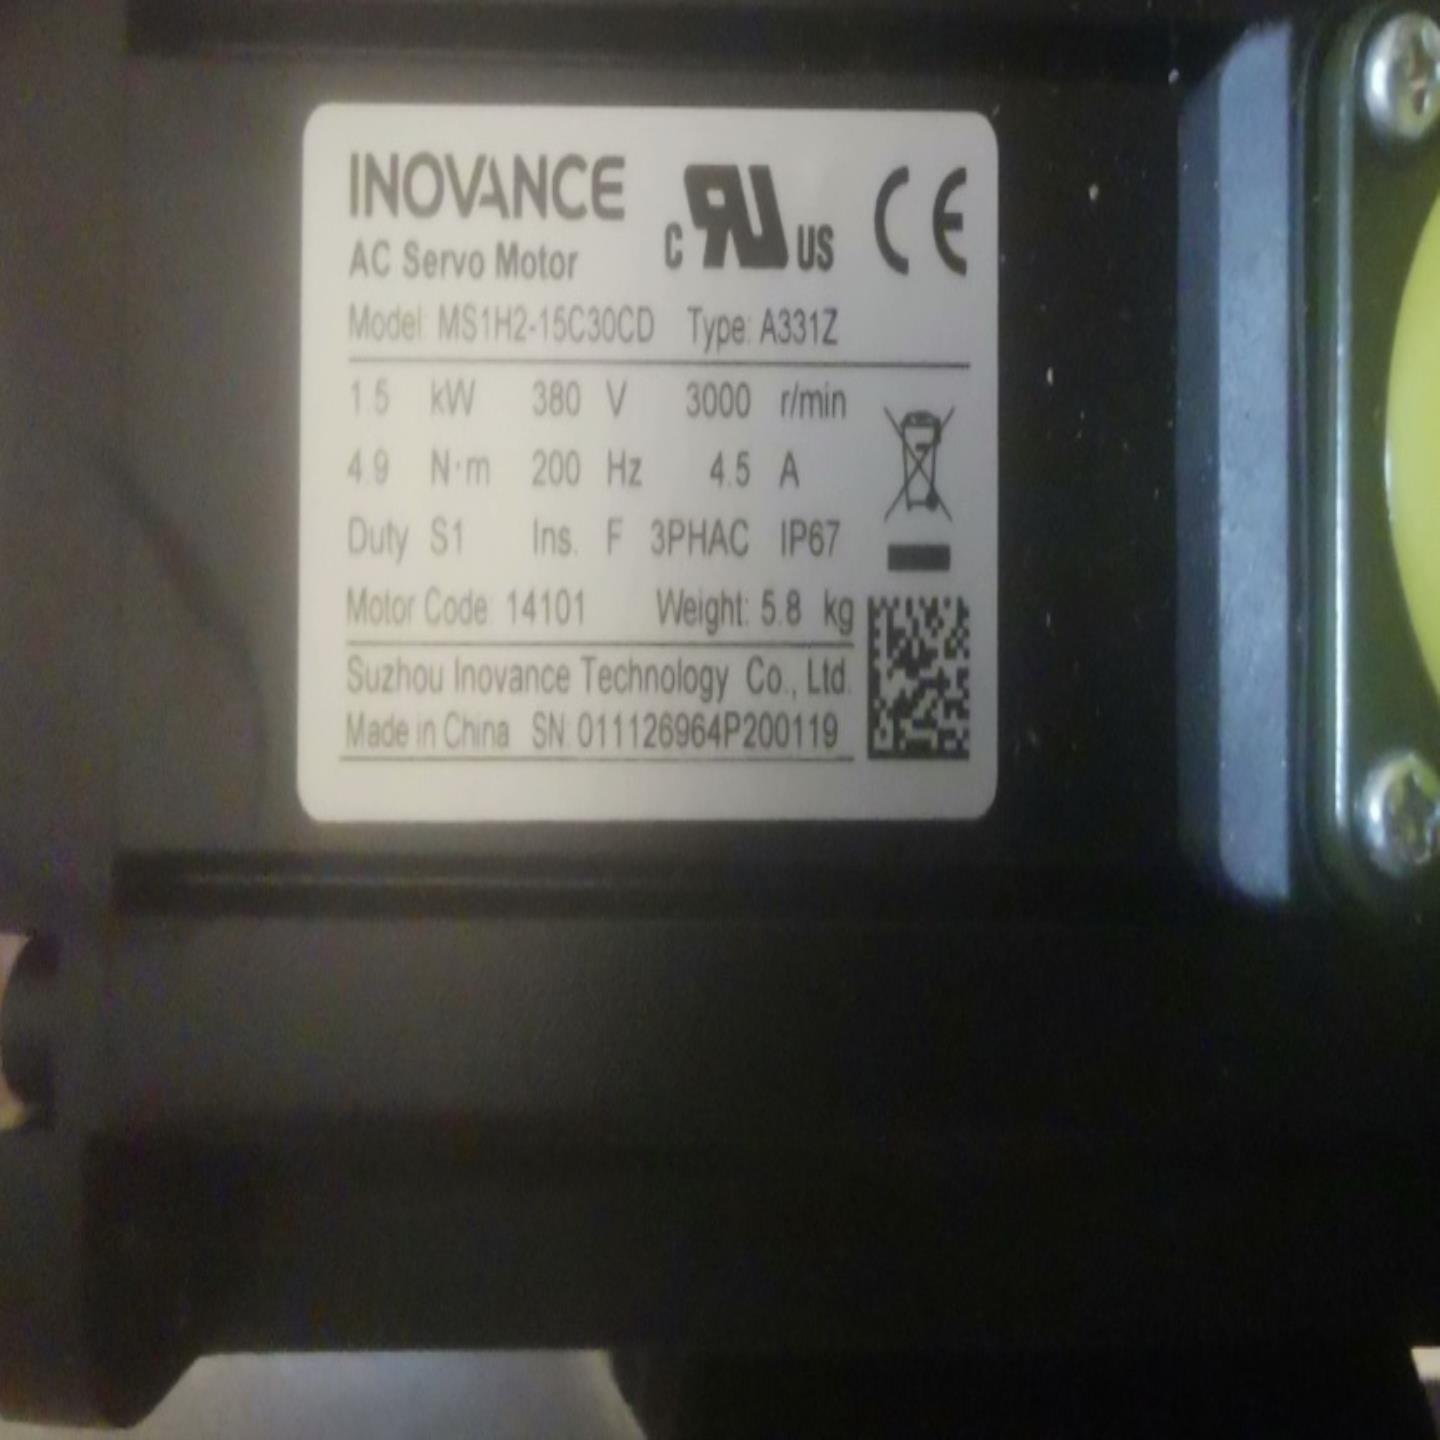 INOVANCE
c RU US CE
AC Servo Motor
Model: MS1H2-15C30CD Type: A331Z
1.5 kW 380 V 3000 r/min
4.9 N·m 200 Hz 4.5 A
Duty S1 Ins. F 3PHAC IP67
Motor Code: 14101 Weight: 5.8 kg
Suzhou Inovance Technology Co., Ltd.
Made in China SN: 011126964P200119